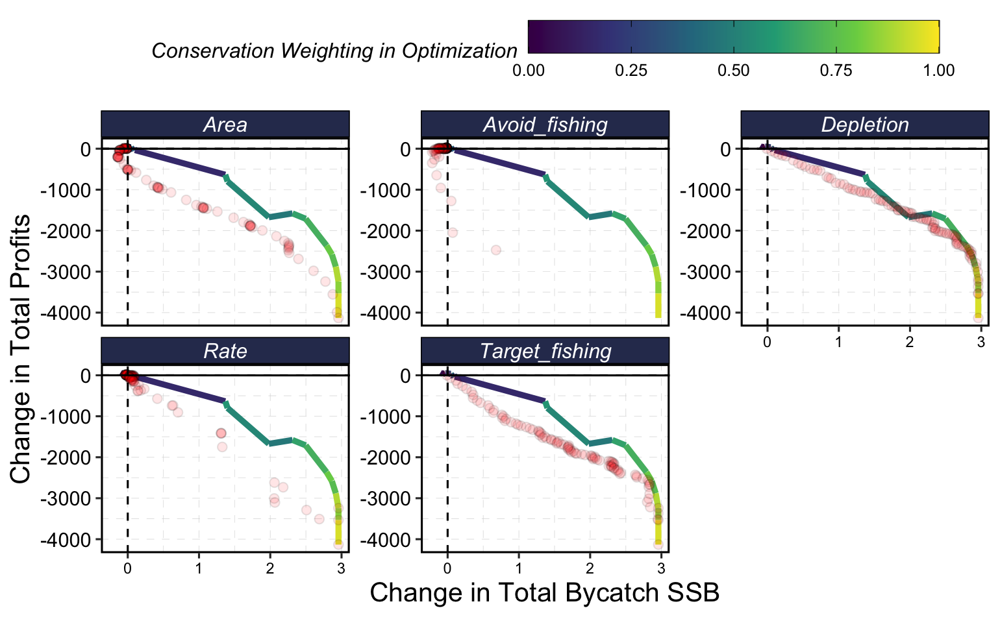 Conservation Weighting in Optimization
0.00 0.25 0.50 0.75 1.00
Area Avoid_fishing Depletion
0 0 0
-1000 -1000 -1000
-2000 -2000 -2000
-3000 -3000 -3000
-4000 -4000 -4000
0 1 2 3
Rate Target_fishing
0 0
-1000 -1000
-2000 -2000
-3000 -3000
-4000 -4000
0 1 2 3 0 1 2 3
Change in Total Profits
Change in Total Bycatch SSB